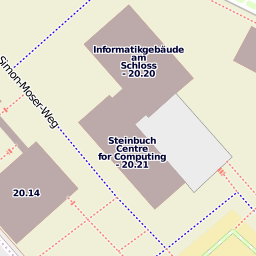 Informatikgebäude
am
Schloss
- 20.20
Simon-Moser-Weg
Steinbuch
Centre
for Computing
- 20.21
20.14